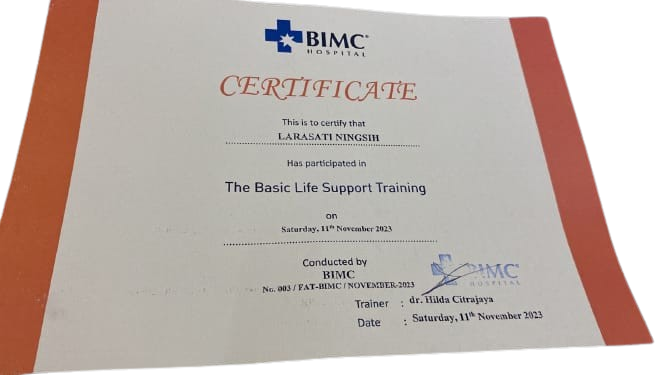 BIMC®
HOSPITAL
CERTIFICATE
This is to certify that
LARASATI NINGSIH
Has participated in
The Basic Life Support Training
on
Saturday, 11th November 2023
Conducted by
BIMC
No. 003 / FAT-BIMC / NOVEMBER-2023
BIMC®
HOSPITAL
Trainer : dr. Hilda Citrajaya
Date : Saturday, 11th November 2023